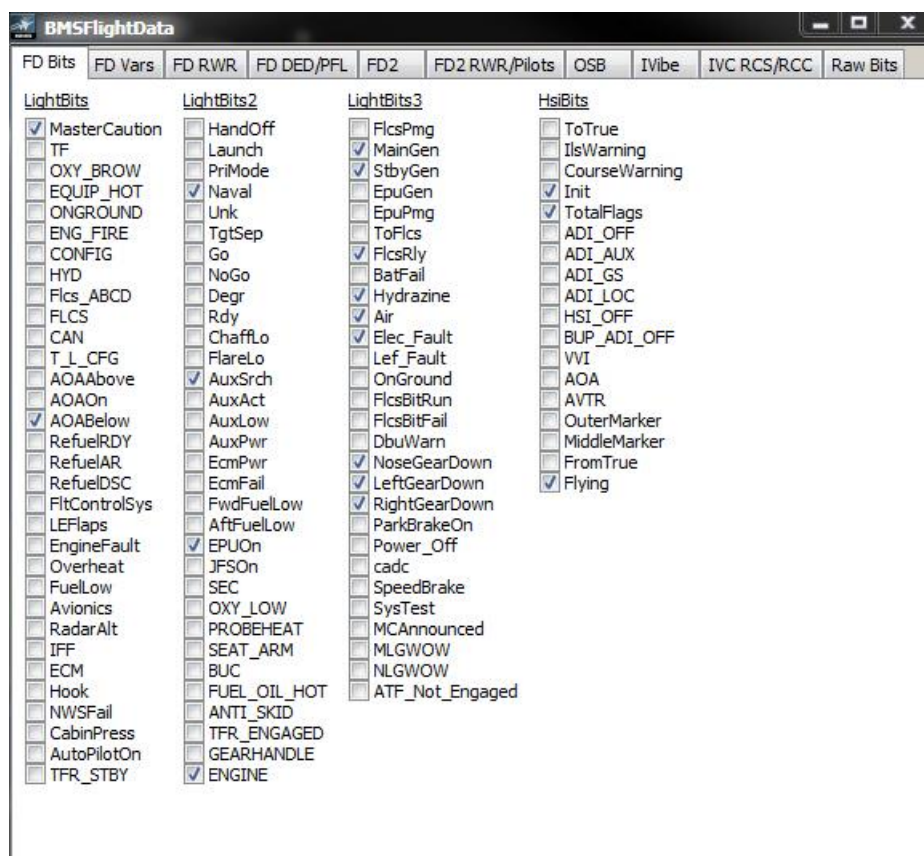 BMSFlightData
FD Bits FD Vars FD RWR FD DED/PFL FD2 FD2 RWR/Pilots OSB IVibe IVC RCS/RCC Raw Bits
LightBits
MasterCaution
TF
OXY_BROW
EQUIP_HOT
ONGROUND
ENG_FIRE
CONFIG
HYD
Flcs_ABCD
FLCS
CAN
T_L_CFG
AOAAbove
AOAOn
AOABelow
RefuelRDY
RefuelAR
RefuelDSC
FltControlSys
LEFlaps
EngineFault
Overheat
FuelLow
Avionics
RadarAlt
IFF
ECM
Hook
NWSFail
CabinPress
AutoPilotOn
TFR_STBY
LightBits2
HandOff
Launch
PriMode
Naval
Unk
TgtSep
Go
NoGo
Degr
Rdy
ChaffLo
FlareLo
AuxSrch
AuxAct
AuxLow
AuxPwr
EcmPwr
EcmFail
FwdFuelLow
AftFuelLow
EPUOn
JFSOn
SEC
OXY_LOW
PROBEHEAT
SEAT_ARM
BUC
FUEL_OIL_HOT
ANTI_SKID
TFR_ENGAGED
GEARHANDLE
ENGINE
LightBits3
FlcsPmg
MainGen
StbyGen
EpuGen
EpuPmg
ToFlcs
FlcsRly
BatFail
Hydrazine
Air
Elec_Fault
Lef_Fault
OnGround
FlcsBitRun
FlcsBitFail
DbuWarn
NoseGearDown
LeftGearDown
RightGearDown
ParkBrakeOn
Power_Off
cadc
SpeedBrake
SysTest
MCAnnounced
MLGWOW
NLGWOW
ATF_Not_Engaged
HsiBits
ToTrue
IlsWarning
CourseWarning
Init
TotalFlags
ADI_OFF
ADI_AUX
ADI_GS
ADI_LOC
HSI_OFF
BUP_ADI_OFF
VVI
AOA
AVTR
OuterMarker
MiddleMarker
FromTrue
Flying